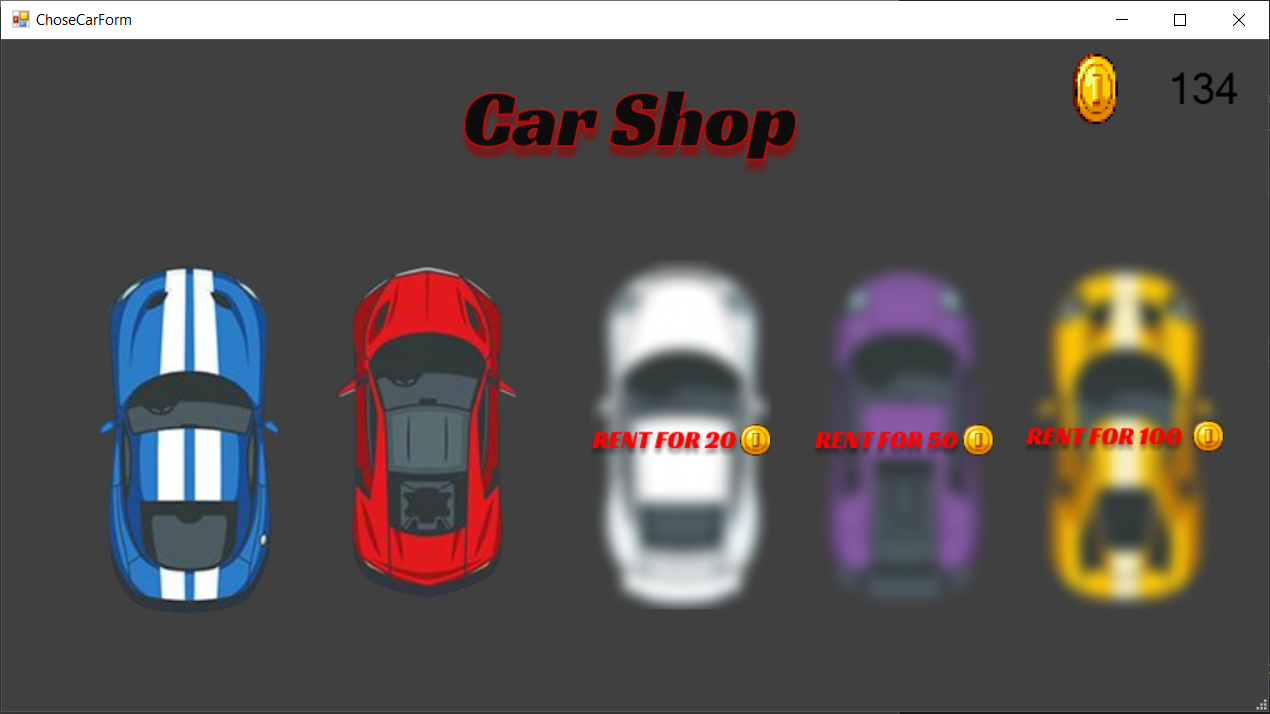 ChoseCarForm
134
Car Shop
RENT FOR 20
RENT FOR 50
RENT FOR 100